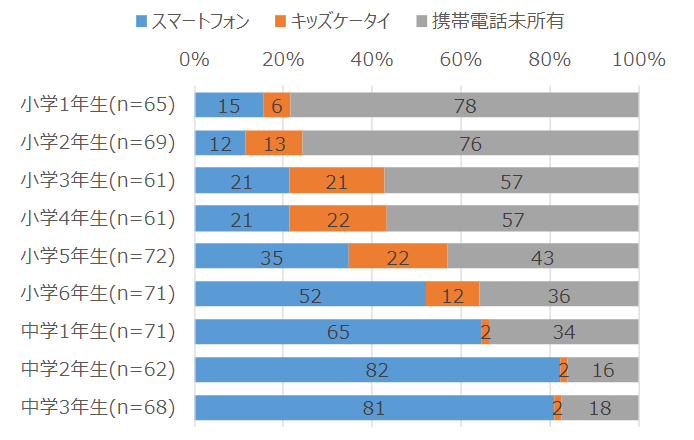 スマートフォン キッズケータイ 携帯電話未所有
0% 20% 40% 60% 80% 100%
小学1年生(n=65) 15 6 78
小学2年生(n=69) 12 13 76
小学3年生(n=61) 21 21 57
小学4年生(n=61) 21 22 57
小学5年生(n=72) 35 22 43
小学6年生(n=71) 52 12 36
中学1年生(n=71) 65 2 34
中学2年生(n=62) 82 2 16
中学3年生(n=68) 81 2 18